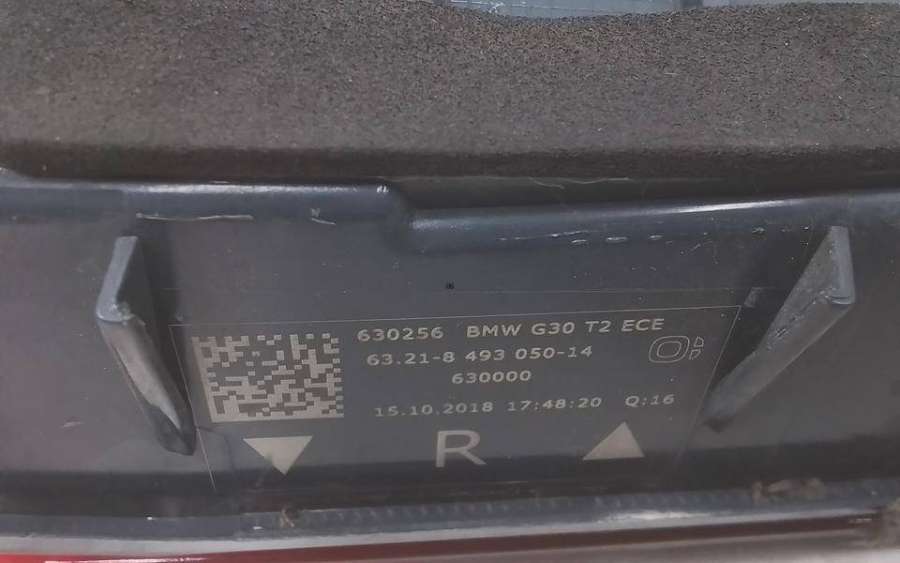 630256 BMW G30 T2 ECE
63.21-8 493 050-14
630000
15.10.2018 17:48:20 Q:16
R